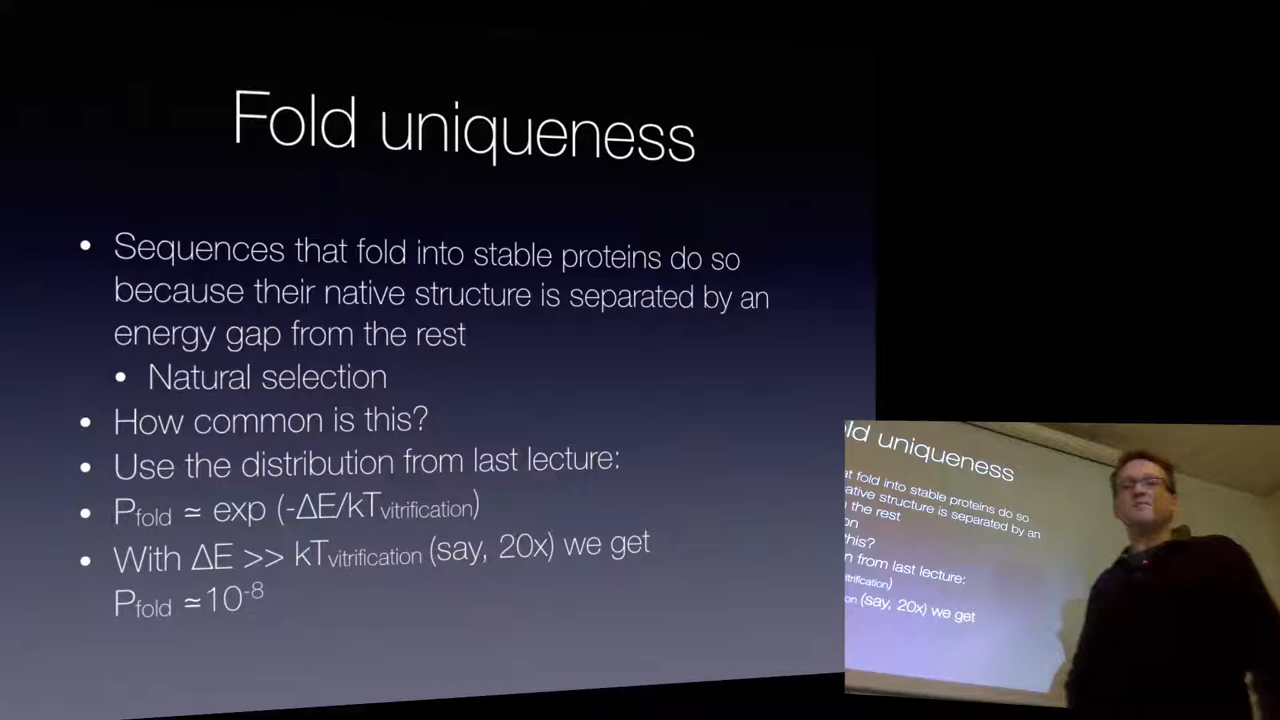 Fold uniqueness
• Sequences that fold into stable proteins do so
because their native structure is separated by an
energy gap from the rest
• Natural selection
• How common is this?
• Use the distribution from last lecture:
• Pfold ≃ exp (-ΔE/kTvitrification)
• With ΔE >> kTvitrification (say, 20x) we get
Pfold ≃10-8
ld uniqueness
at fold into stable proteins do so
ative structure is separated by an
the rest
on
this?
n from last lecture:
itrification)
on (say, 20x) we get